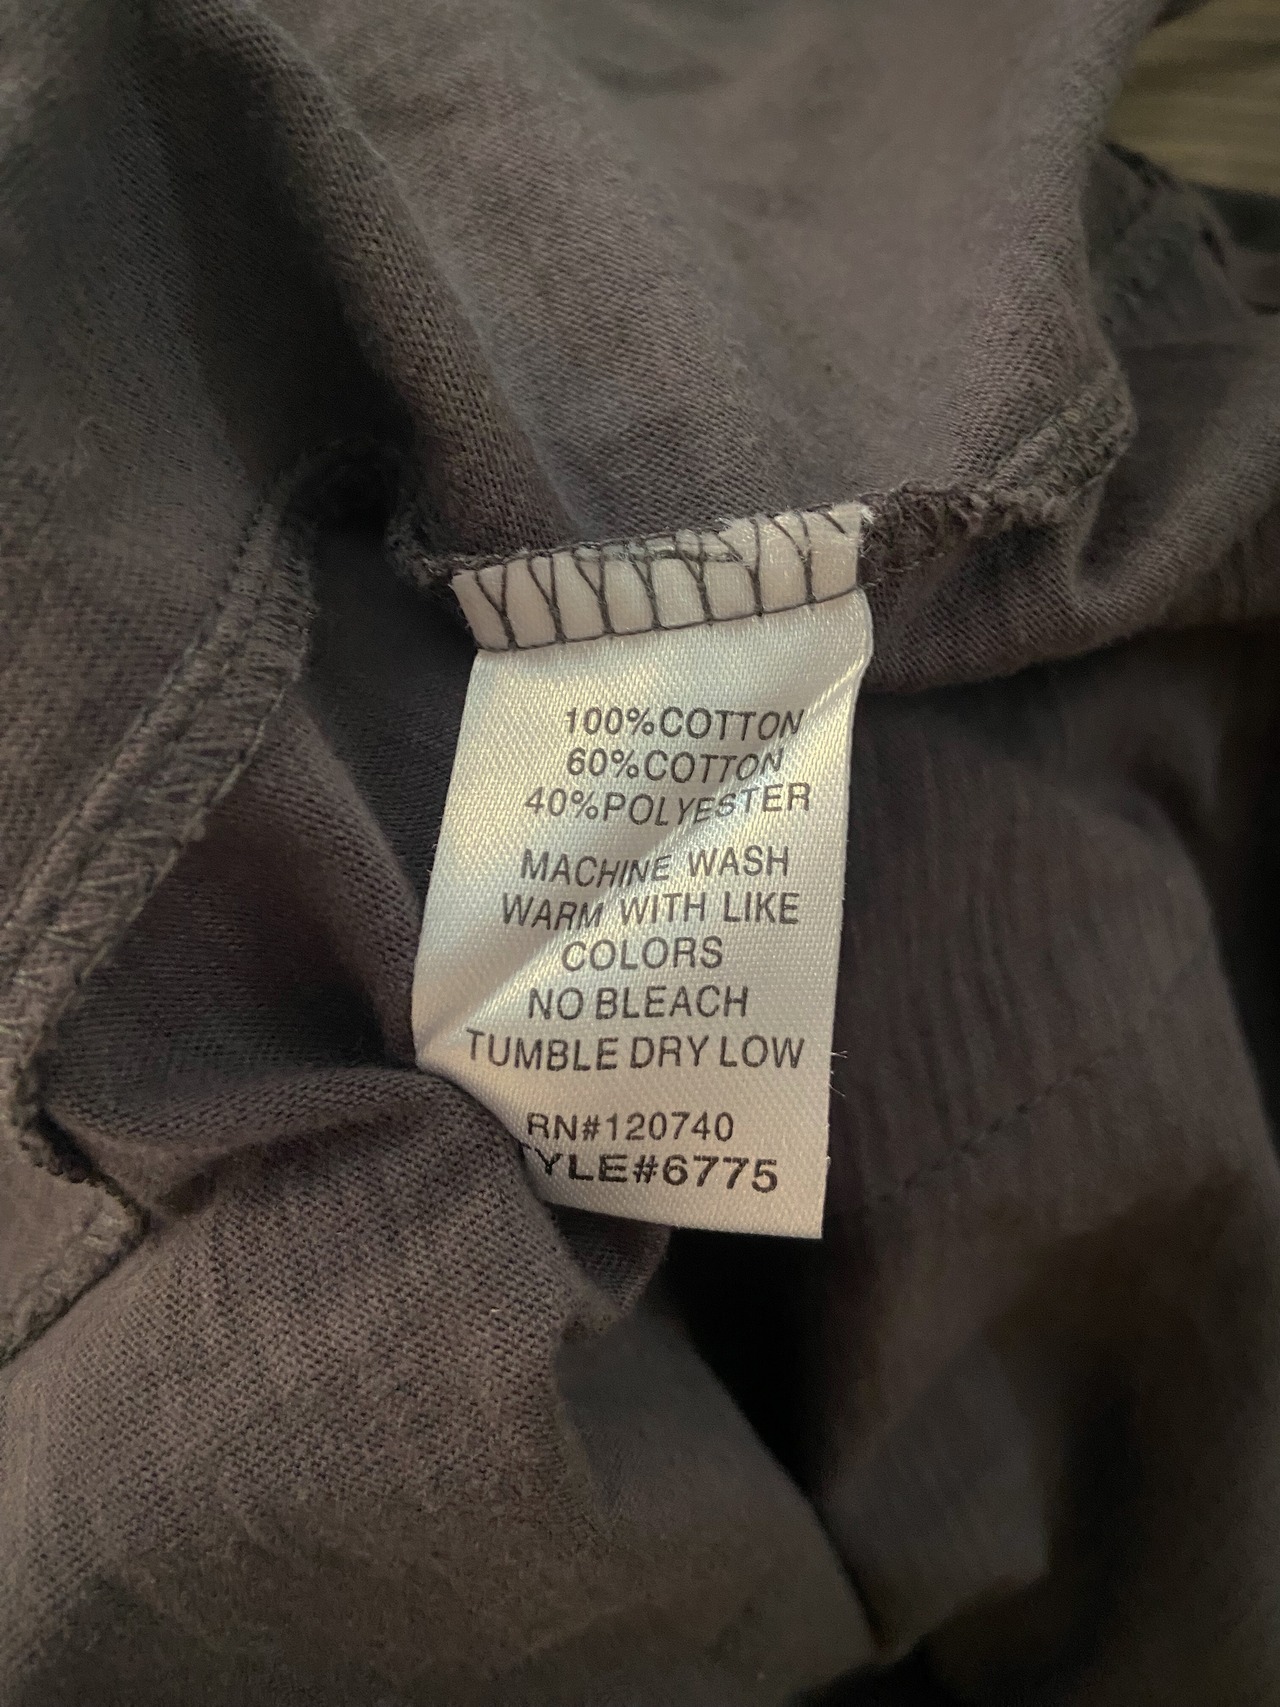 100%COTTON
60%COTTON
40%POLYESTER
MACHINE WASH
WARM WITH LIKE
COLORS
NO BLEACH
TUMBLE DRY LOW
RN#120740
YLE#6775